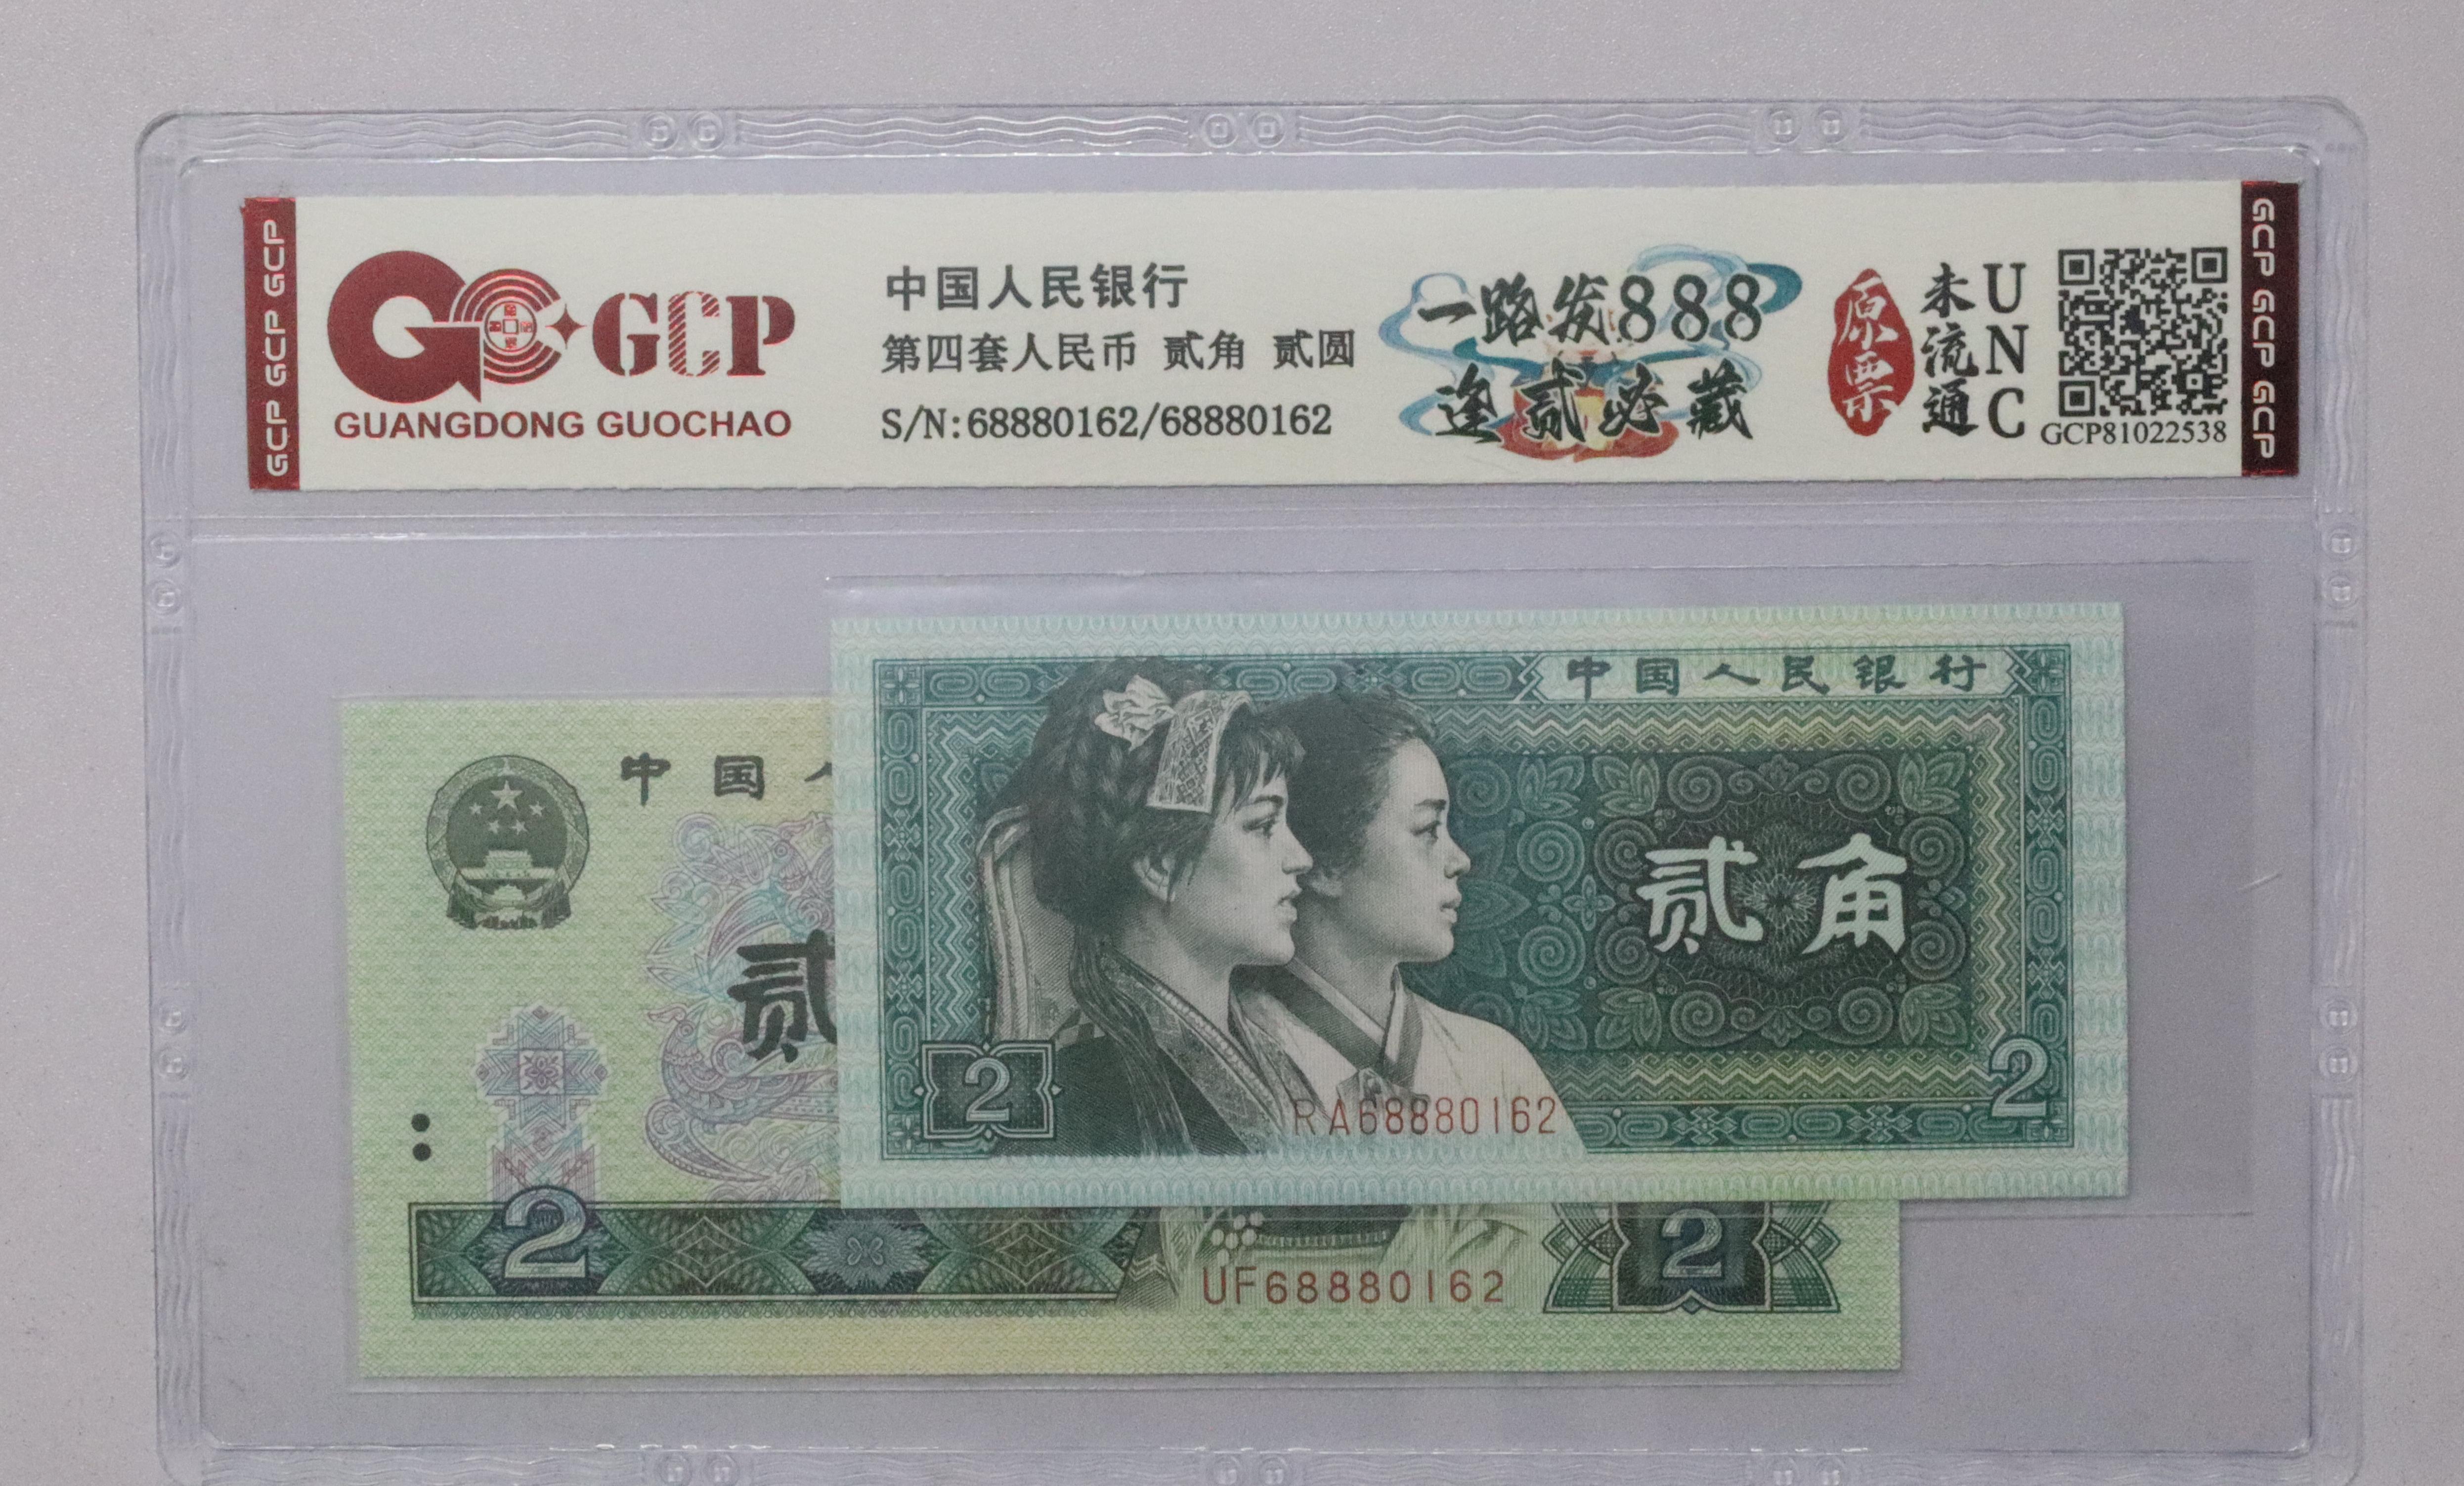 GCP GCP GCP
GCP
GUANGDONG GUOCHAO
中国人民银行
第四套人民币 贰角 贰圆
S/N:68880162/68880162
一路发888
逢贰必藏
原票
未流通
UNC
GCP81022538
GCP GCP GCP
中国人民银行
贰角
2
2
RA68880162
中国
贰
2
2
UF68880162